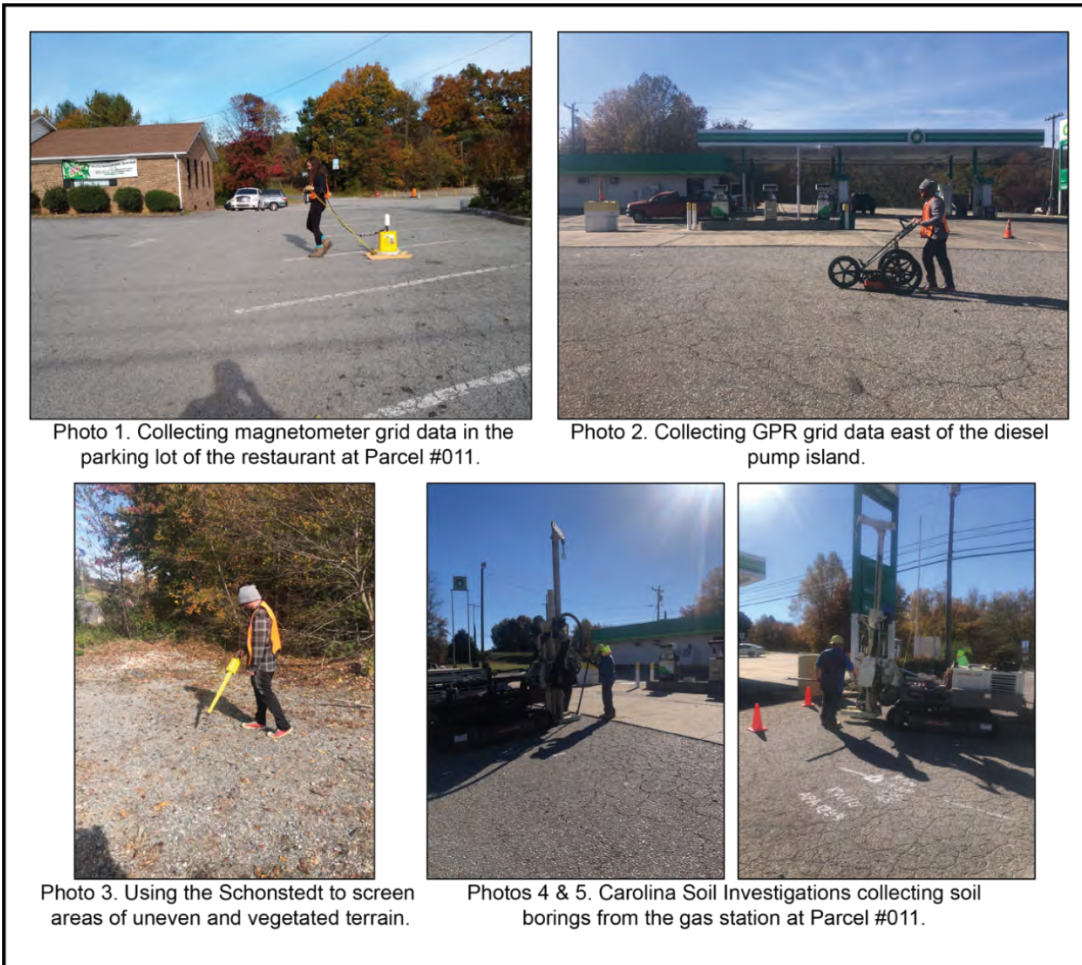 Photo 1. Collecting magnetometer grid data in the
parking lot of the restaurant at Parcel #011.
Photo 2. Collecting GPR grid data east of the diesel
pump island.
Photo 3. Using the Schonstedt to screen
areas of uneven and vegetated terrain.
Photos 4 & 5. Carolina Soil Investigations collecting soil
borings from the gas station at Parcel #011.